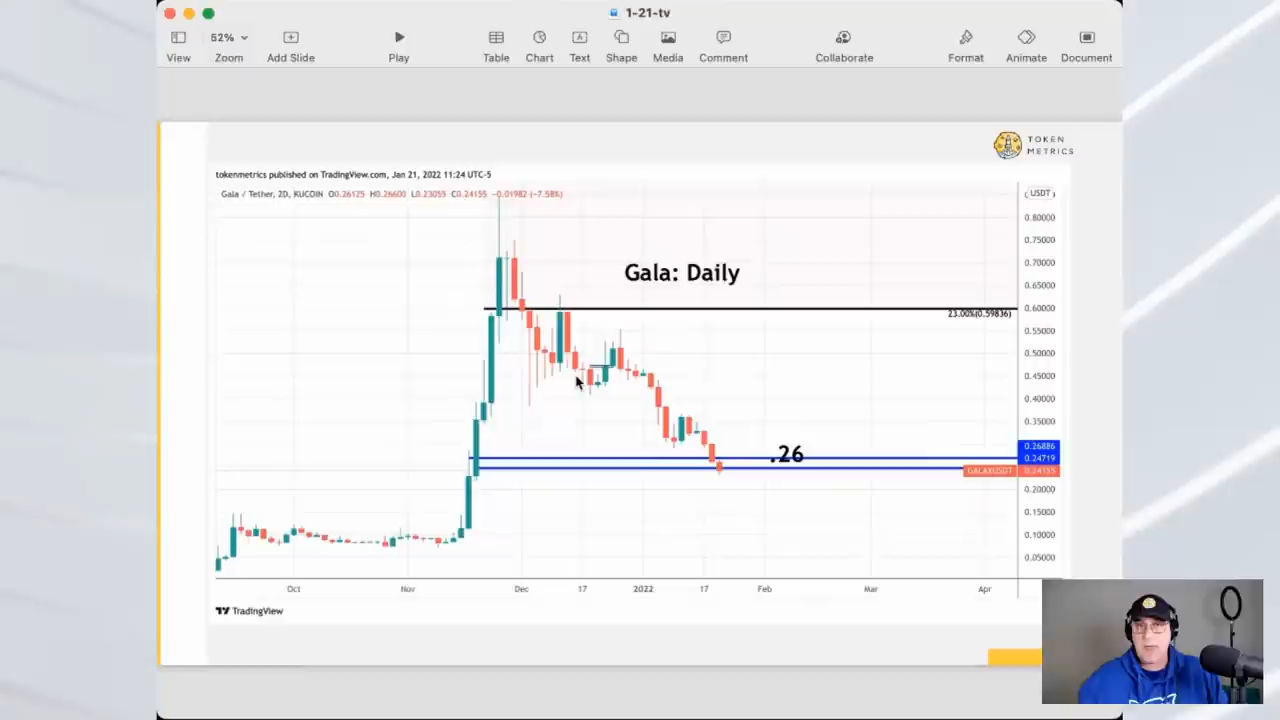 1-21-tv
52%
View Zoom Add Slide Play Table Chart Text Shape Media Comment Collaborate Format Animate Document
TOKEN
METRICS
tokenmetrics published on TradingView.com, Jan 21, 2022 11:24 UTC-5
Gala / Tether, 2D, KUCOIN O0.26125 H0.26600 L0.23055 C0.24155 −0.01982 (−7.58%)
USDT
0.80000
0.75000
Gala: Daily
0.70000
0.65000
0.60000
23.00%(0.59836)
0.55000
0.50000
0.45000
0.40000
0.35000
.26
0.26886
0.24719
GALAXUSDT 0.24155
0.20000
0.15000
0.10000
0.05000
Oct Nov Dec 17 2022 17 Feb Mar Apr
TradingView